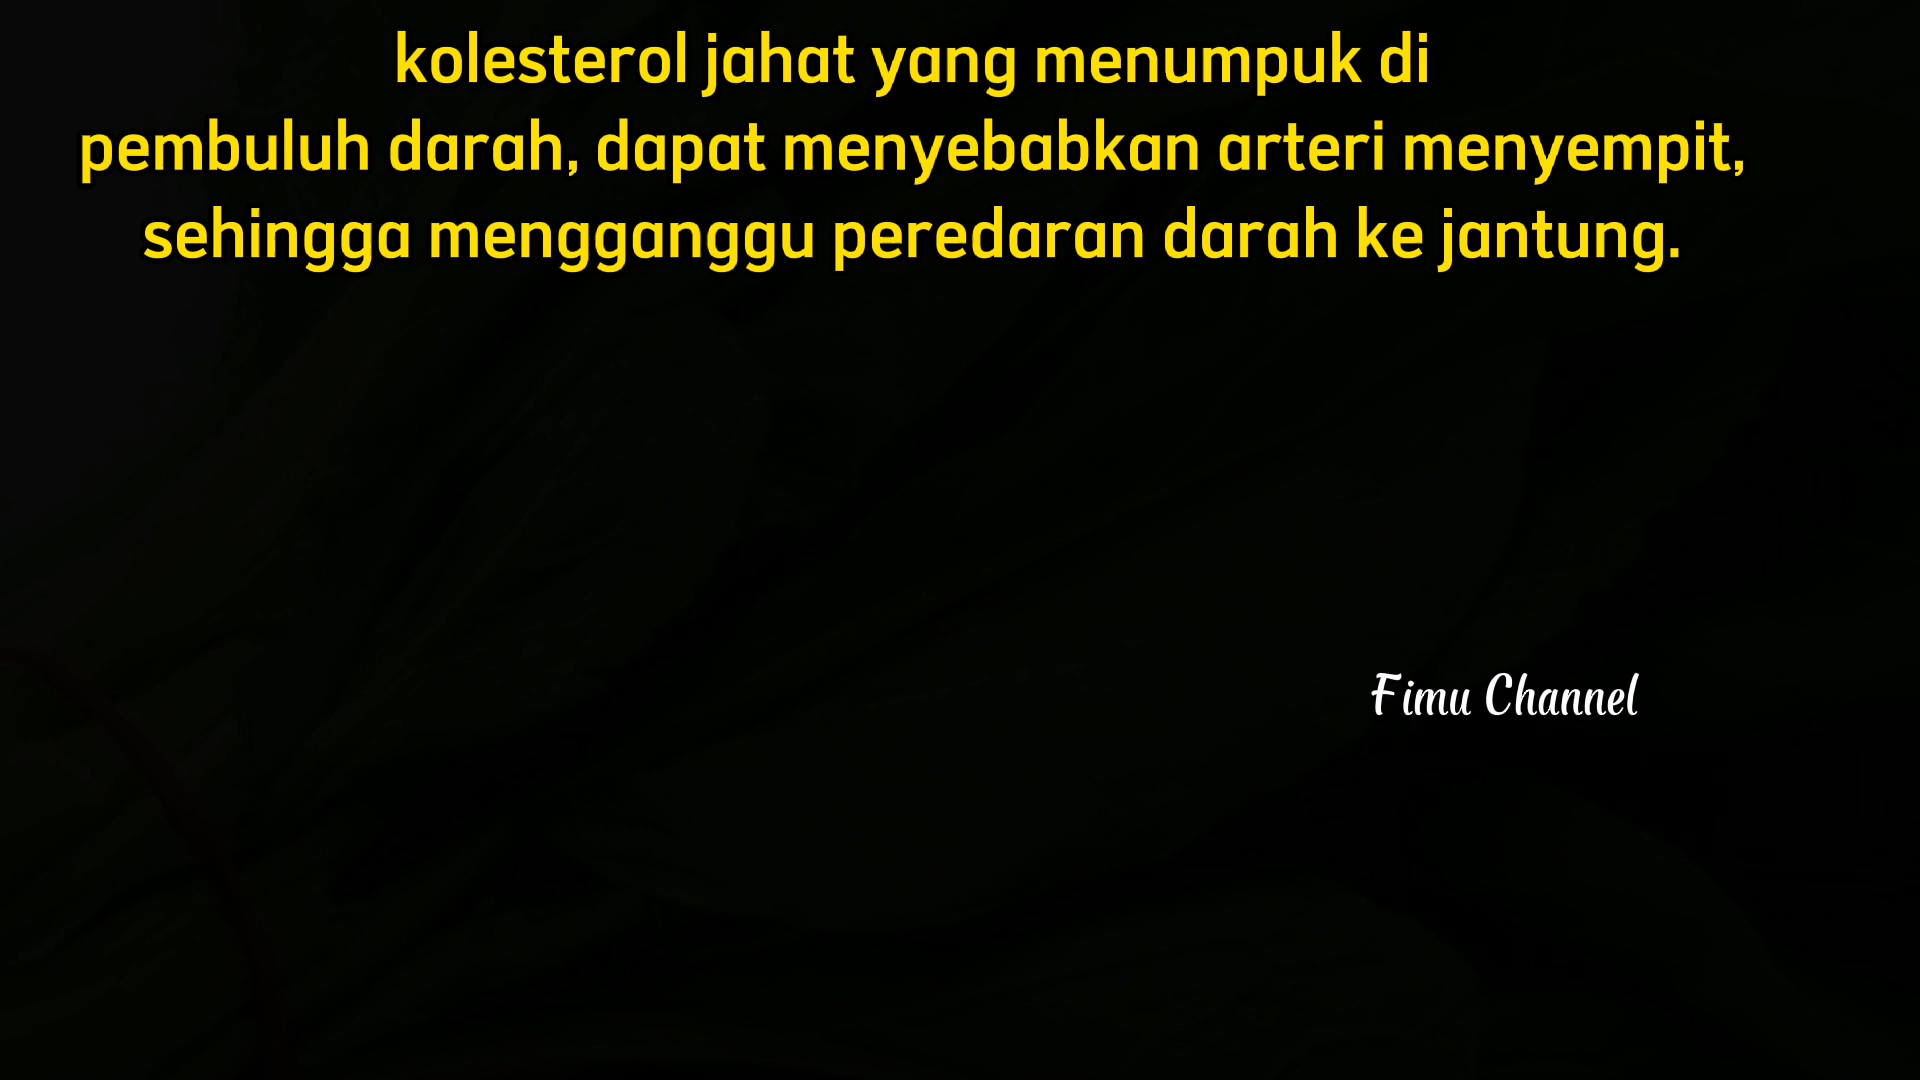 kolesterol jahat yang menumpuk di
pembuluh darah, dapat menyebabkan arteri menyempit,
sehingga mengganggu peredaran darah ke jantung.
Fimu Channel